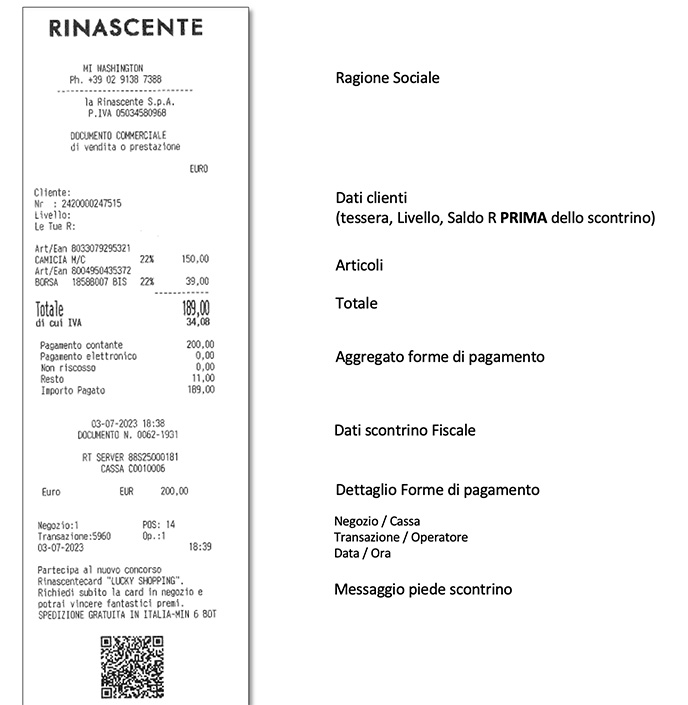 RINASCENTE
MI WASHINGTON
Ph. +39 02 9138 7388
la Rinascente S.p.A.
P.IVA 05034580968
DOCUMENTO COMMERCIALE
di vendita o prestazione
EURO
Cliente:
Nr : 2420000247515
Livello:
Le Tue R:
Art/Ean 8033079295321
CAMICIA M/C 22% 150,00
Art/Ean 8004950435372
BORSA 18588007 BIS 22% 39,00
Totale 189,00
di cui IVA 34,08
Pagamento contante 200,00
Pagamento elettronico 0,00
Non riscosso 0,00
Resto 11,00
Importo Pagato 189,00
03-07-2023 18:38
DOCUMENTO N. 0062-1931
RT SERVER 88S25000181
CASSA C0010006
Euro EUR 200,00
Negozio:1 POS: 14
Transazione:5960 Op.:1
03-07-2023 18:39
Partecipa al nuovo concorso
Rinascentecard "LUCKY SHOPPING".
Richiedi subito la card in negozio e
potrai vincere fantastici premi.
SPEDIZIONE GRATUITA IN ITALIA-MIN 6 BOT
Ragione Sociale
Dati clienti
(tessera, Livello, Saldo R PRIMA dello scontrino)
Articoli
Totale
Aggregato forme di pagamento
Dati scontrino Fiscale
Dettaglio Forme di pagamento
Negozio / Cassa
Transazione / Operatore
Data / Ora
Messaggio piede scontrino